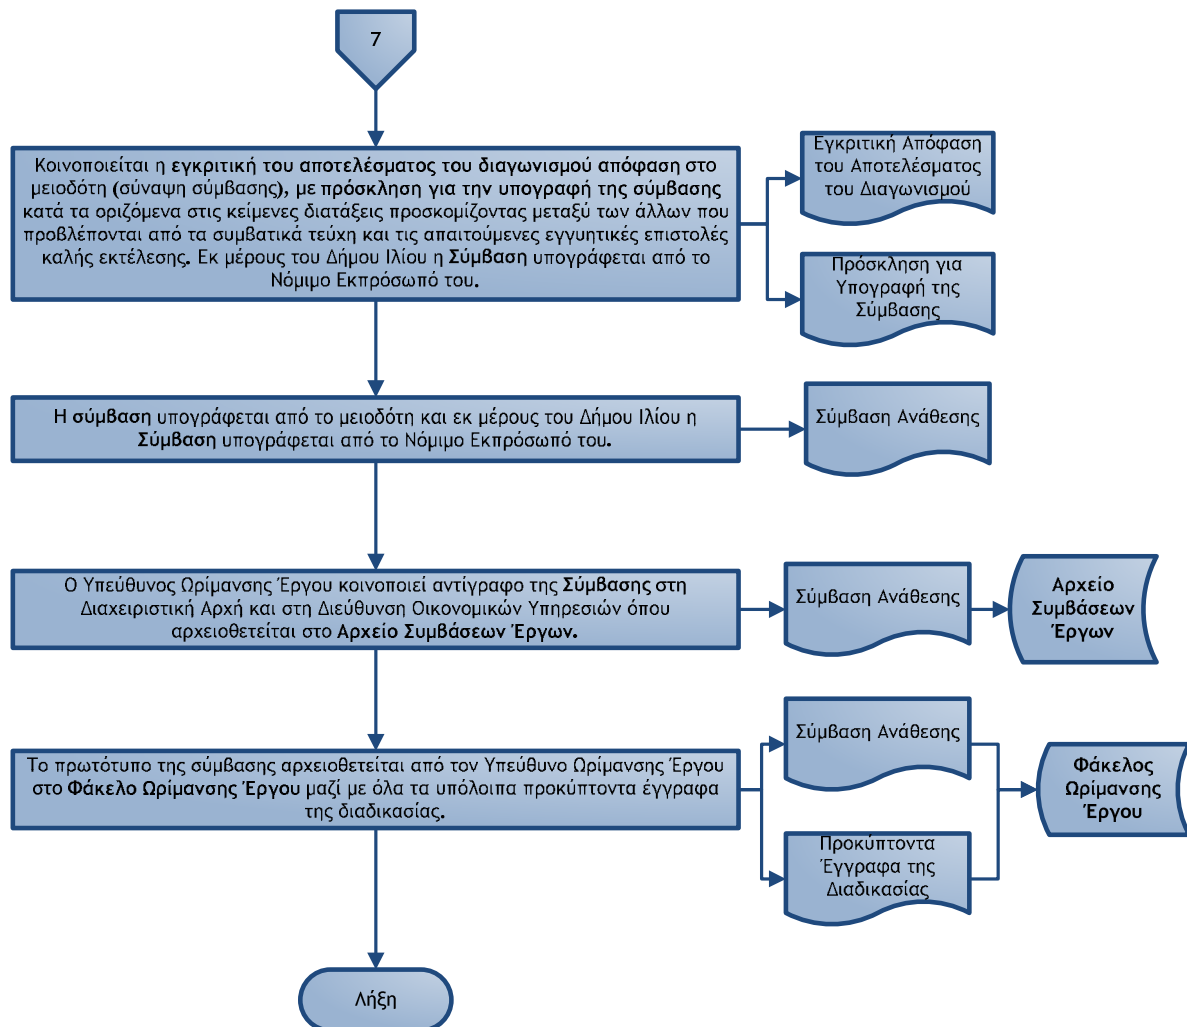 7
Κοινοποιείται η εγκριτική του αποτελέσματος του διαγωνισμού απόφαση στο
μειοδότη (σύναψη σύμβασης), με πρόσκληση για την υπογραφή της σύμβασης
κατά τα οριζόμενα στις κείμενες διατάξεις προσκομίζοντας μεταξύ των άλλων που
προβλέπονται από τα συμβατικά τεύχη και τις απαιτούμενες εγγυητικές επιστολές
καλής εκτέλεσης. Εκ μέρους του Δήμου Ιλίου η Σύμβαση υπογράφεται από το
Νόμιμο Εκπρόσωπό του.
Εγκριτική Απόφαση
του Αποτελέσματος
του Διαγωνισμού
Πρόσκληση για
Υπογραφή της
Σύμβασης
Η σύμβαση υπογράφεται από το μειοδότη και εκ μέρους του Δήμου Ιλίου η
Σύμβαση υπογράφεται από το Νόμιμο Εκπρόσωπό του.
Σύμβαση Ανάθεσης
Ο Υπεύθυνος Ωρίμανσης Έργου κοινοποιεί αντίγραφο της Σύμβασης στη
Διαχειριστική Αρχή και στη Διεύθυνση Οικονομικών Υπηρεσιών όπου
αρχειοθετείται στο Αρχείο Συμβάσεων Έργων.
Σύμβαση Ανάθεσης
Αρχείο
Συμβάσεων
Έργων
Το πρωτότυπο της σύμβασης αρχειοθετείται από τον Υπεύθυνο Ωρίμανσης Έργου
στο Φάκελο Ωρίμανσης Έργου μαζί με όλα τα υπόλοιπα προκύπτοντα έγγραφα
της διαδικασίας.
Σύμβαση Ανάθεσης
Προκύπτοντα
Έγγραφα της
Διαδικασίας
Φάκελος
Ωρίμανσης
Έργου
Λήξη